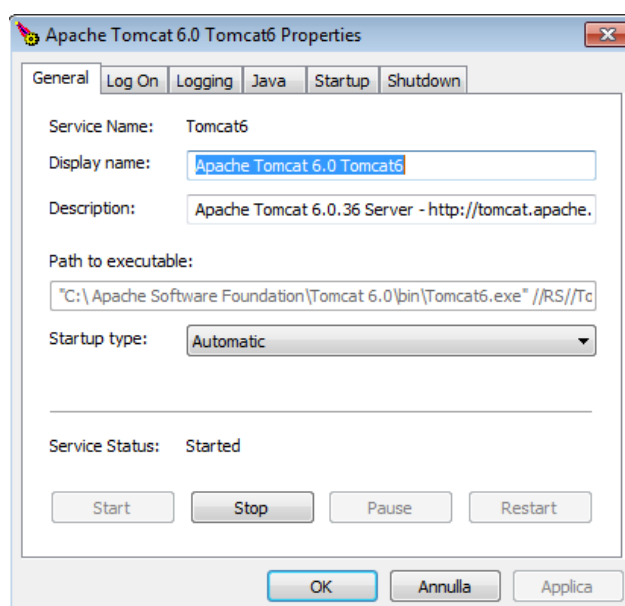 Apache Tomcat 6.0 Tomcat6 Properties
General Log On Logging Java Startup Shutdown
Service Name: Tomcat6
Display name: Apache Tomcat 6.0 Tomcat6
Description: Apache Tomcat 6.0.36 Server - http://tomcat.apache.
Path to executable:
"C:\ Apache Software Foundation\Tomcat 6.0\bin\Tomcat6.exe" //RS//Tc
Startup type: Automatic
Service Status: Started
Start Stop Pause Restart
OK Annulla Applica